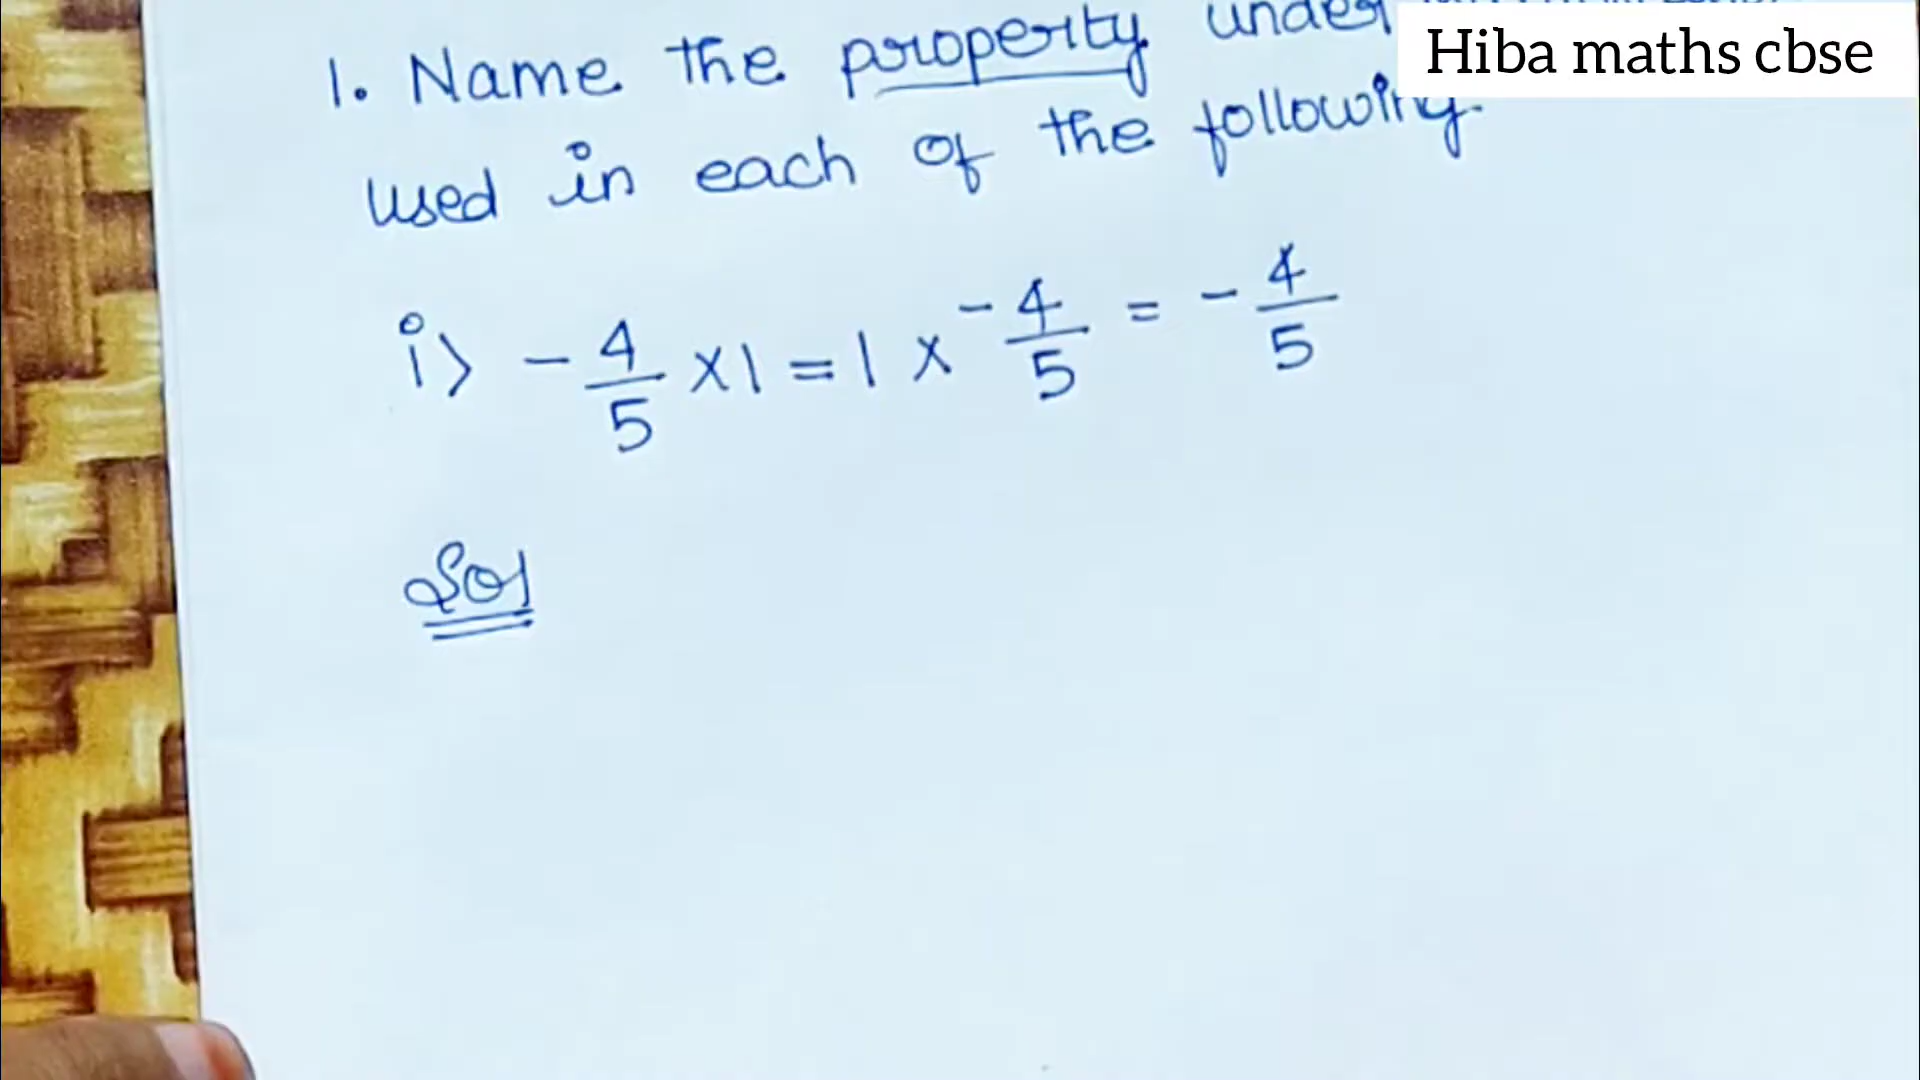 1. Name the property under
Hiba maths cbse
used in each of the following.
i) - 4/5 x 1 = 1 x - 4/5 = - 4/5
Sol